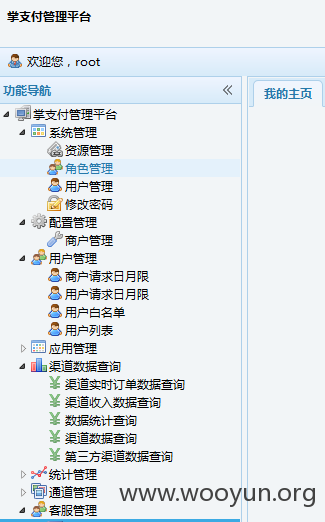 掌支付管理平台
欢迎您，root
功能导航
我的主页
掌支付管理平台
系统管理
资源管理
角色管理
用户管理
修改密码
配置管理
商户管理
用户管理
商户请求日月限
用户请求日月限
用户白名单
用户列表
应用管理
渠道数据查询
渠道实时订单数据查询
渠道收入数据查询
数据统计查询
渠道数据查询
第三方渠道数据查询
统计管理
通道管理
客服管理
www.wooyun.org